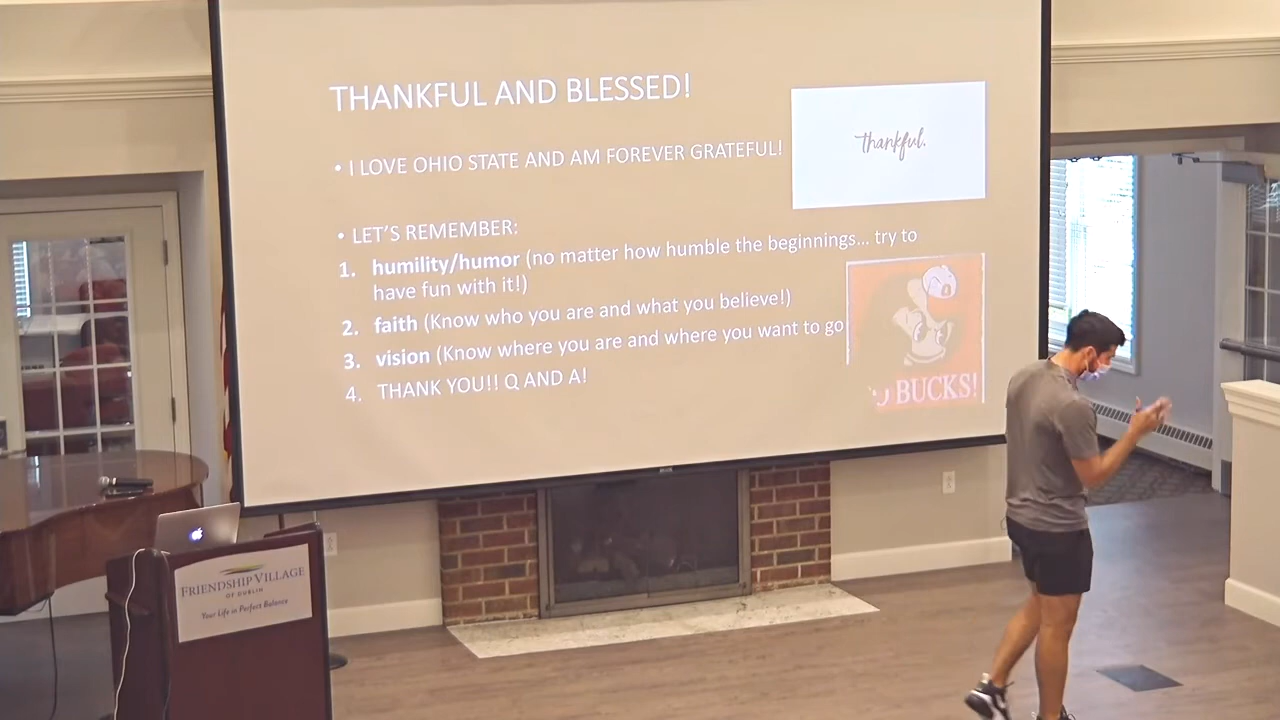 THANKFUL AND BLESSED!
• I LOVE OHIO STATE AND AM FOREVER GRATEFUL!
thankful.
• LET'S REMEMBER:
1. humility/humor (no matter how humble the beginnings... try to
have fun with it!)
2. faith (Know who you are and what you believe!)
3. vision (Know where you are and where you want to go
4. THANK YOU!! Q AND A!
BUCKS!
FRIENDSHIP VILLAGE
OF DUBLIN
Your Life in Perfect Balance